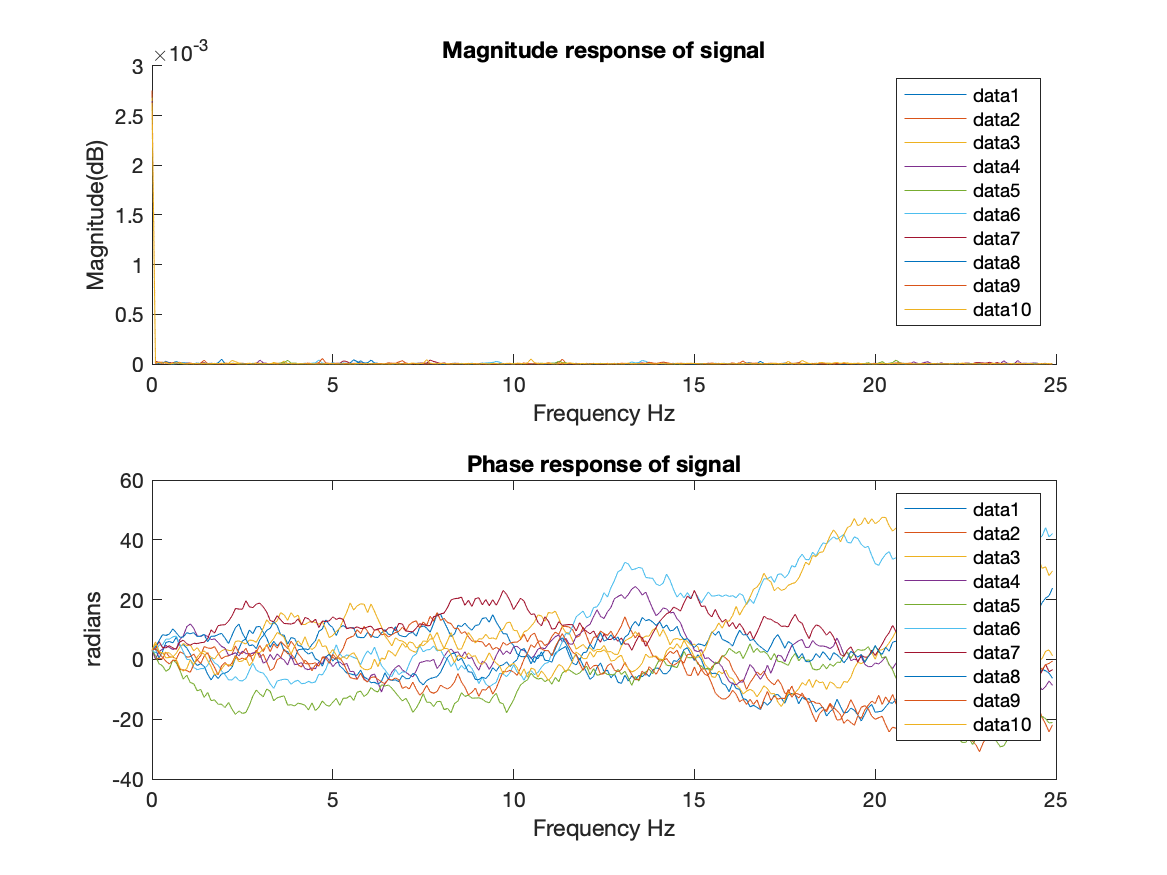 Magnitude response of signal
×10-3
3
2.5
2
1.5
1
0.5
0
Magnitude(dB)
data1
data2
data3
data4
data5
data6
data7
data8
data9
data10
0 5 10 15 20 25
Frequency Hz
Phase response of signal
60
40
20
0
-20
-40
radians
data1
data2
data3
data4
data5
data6
data7
data8
data9
data10
0 5 10 15 20 25
Frequency Hz